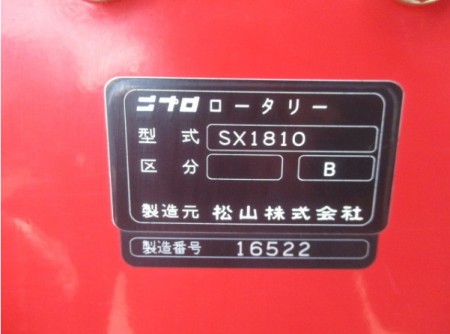 ニプロ ロータリー
型式 SX1810
区分 B
製造元 松山株式会社
製造番号 16522